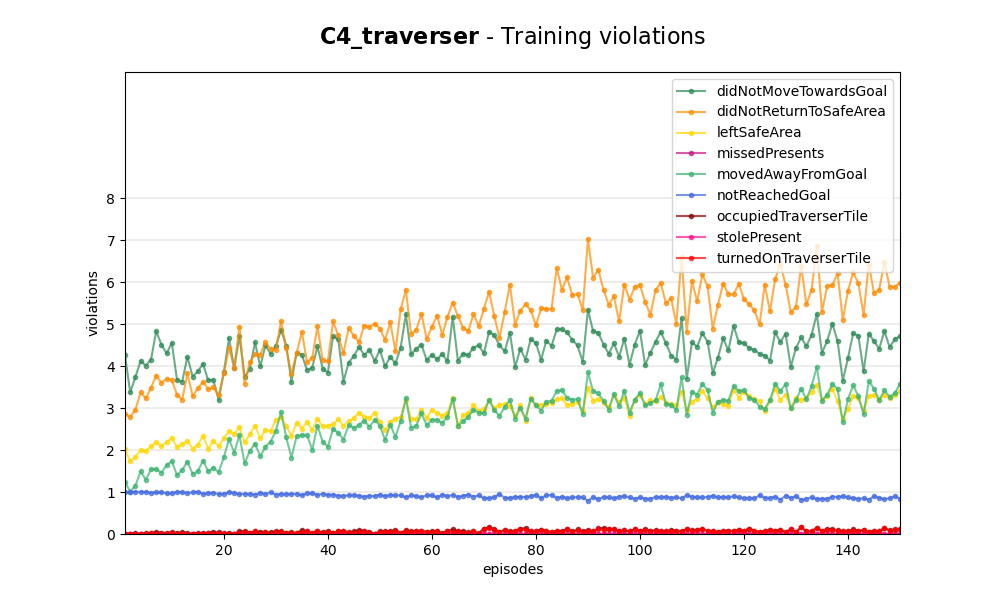 C4_traverser - Training violations
didNotMoveTowardsGoal
didNotReturnToSafeArea
leftSafeArea
missedPresents
movedAwayFromGoal
notReachedGoal
occupiedTraverserTile
stolePresent
turnedOnTraverserTile
8
7
6
5
4
3
2
1
0
violations
20 40 60 80 100 120 140
episodes